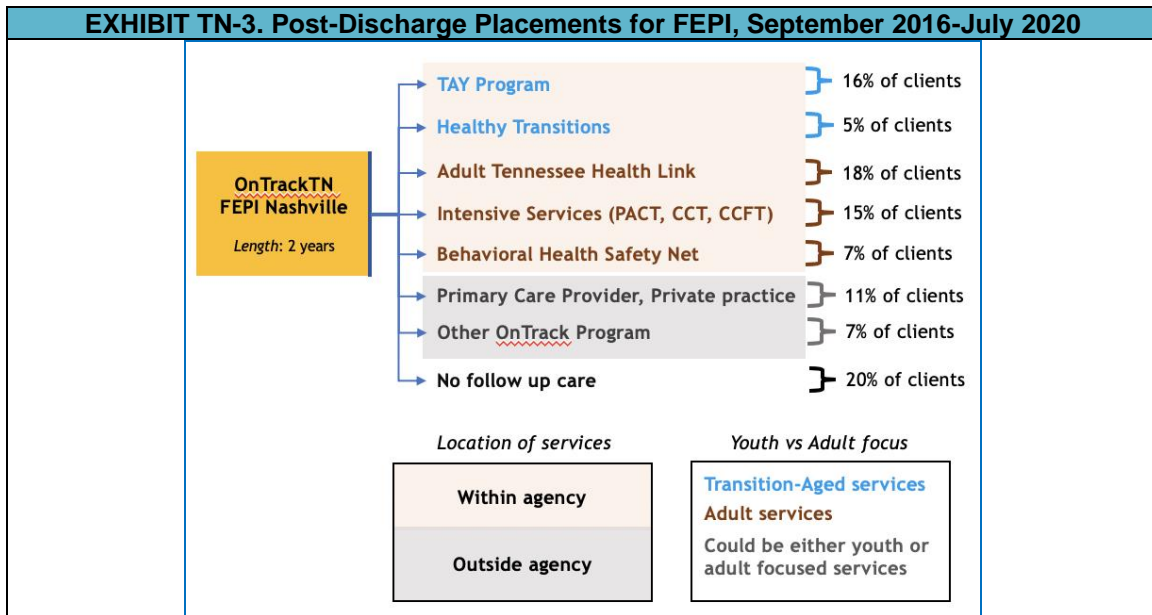 EXHIBIT TN-3. Post-Discharge Placements for FEPI, September 2016-July 2020
OnTrackTN
FEPI Nashville
Length: 2 years
TAY Program
16% of clients
Healthy Transitions
5% of clients
Adult Tennessee Health Link
18% of clients
Intensive Services (PACT, CCT, CCFT)
15% of clients
Behavioral Health Safety Net
7% of clients
Primary Care Provider, Private practice
11% of clients
Other OnTrack Program
7% of clients
No follow up care
20% of clients
Location of services
Within agency
Outside agency
Youth vs Adult focus
Transition-Aged services
Adult services
Could be either youth or
adult focused services